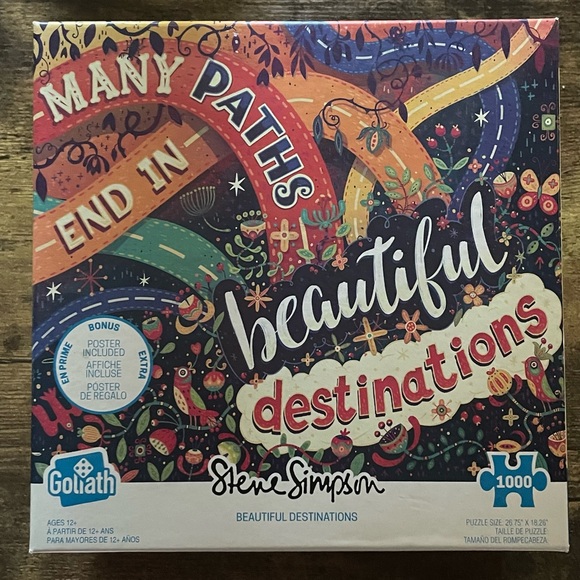 MANY PATHS
END IN
beautiful
destinations
BONUS
EN PRIME
EXTRA
POSTER
INCLUDED
AFFICHE
INCLUSE
PÓSTER
DE REGALO
Goliath
Steve Simpson
1000
BEAUTIFUL DESTINATIONS
AGES 12+
À PARTIR DE 12+ ANS
PARA MAYORES DE 12+ AÑOS
PUZZLE SIZE: 26.75" X 18.26"
TAILLE DE PUZZLE:
TAMAÑO DEL ROMPECABEZA: